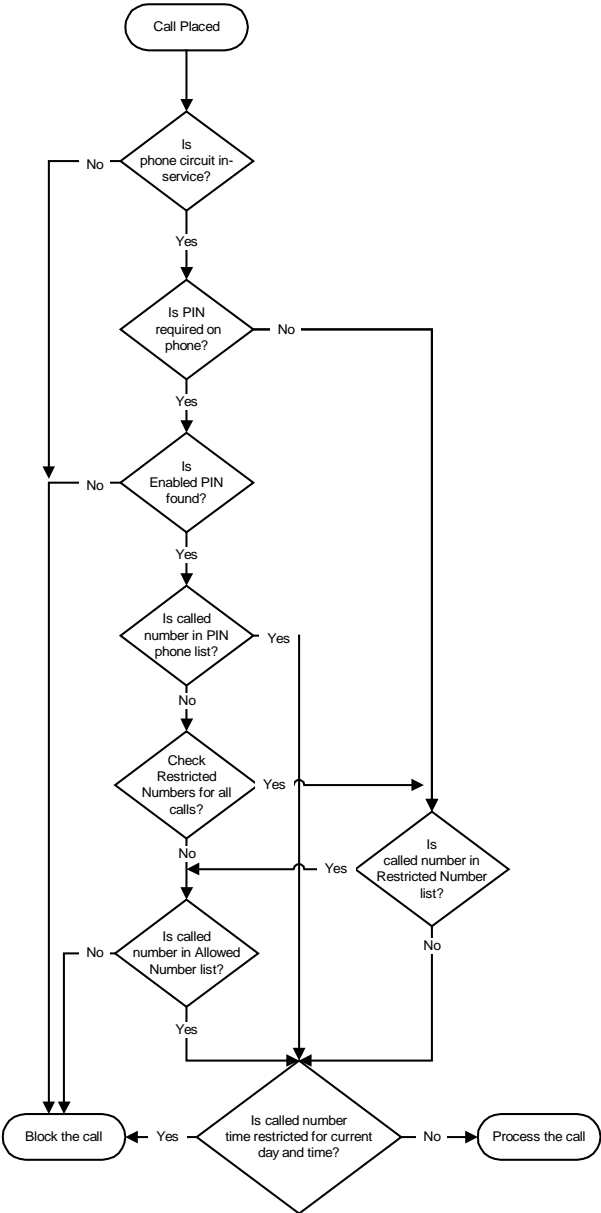 Call Placed
Is
phone circuit in-
service?
No
Yes
Is PIN
required on
phone?
No
Yes
Is
Enabled PIN
found?
No
Yes
Is called
number in PIN
phone list?
Yes
No
Check
Restricted
Numbers for all
calls?
Yes
No
Is
called number in
Restricted Number
list?
Yes
No
Is called
number in Allowed
Number list?
No
Yes
Is called number
time restricted for current
day and time?
Yes
No
Block the call
Process the call